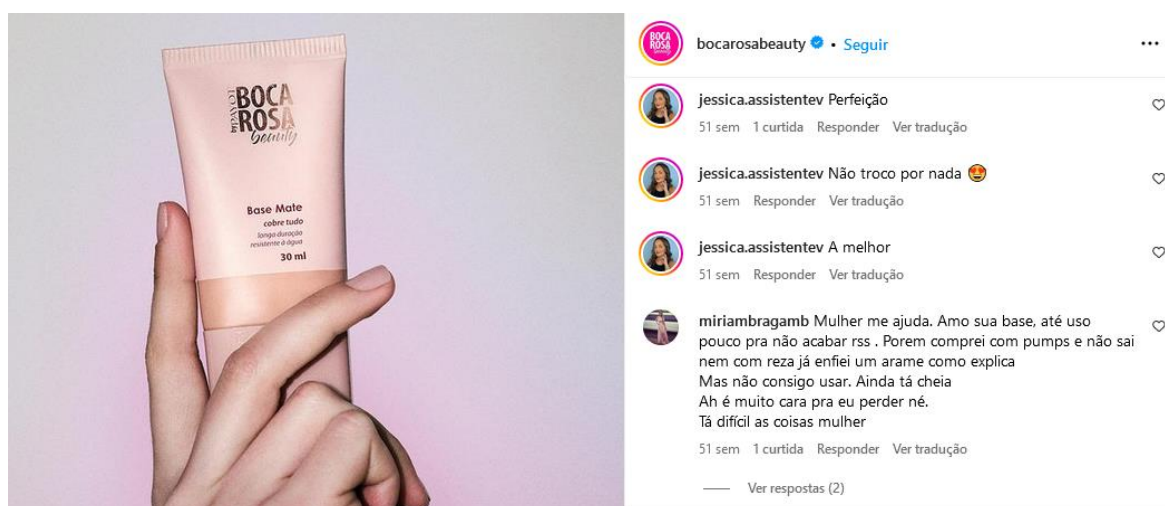 BOCA
ROSA
beauty
by PAYOT
Base Mate
cobre tudo
longa duração
resistente à água
30 ml
BOCA
ROSA
beauty
bocarosabeauty • Seguir
jessica.assistentev Perfeição
51 sem 1 curtida Responder Ver tradução
jessica.assistentev Não troco por nada 😍
51 sem Responder Ver tradução
jessica.assistentev A melhor
51 sem Responder Ver tradução
miriambragamb Mulher me ajuda. Amo sua base, até uso
pouco pra não acabar rss . Porem comprei com pumps e não sai
nem com reza já enfiei um arame como explica
Mas não consigo usar. Ainda tá cheia
Ah é muito cara pra eu perder né.
Tá difícil as coisas mulher
51 sem 1 curtida Responder Ver tradução
Ver respostas (2)